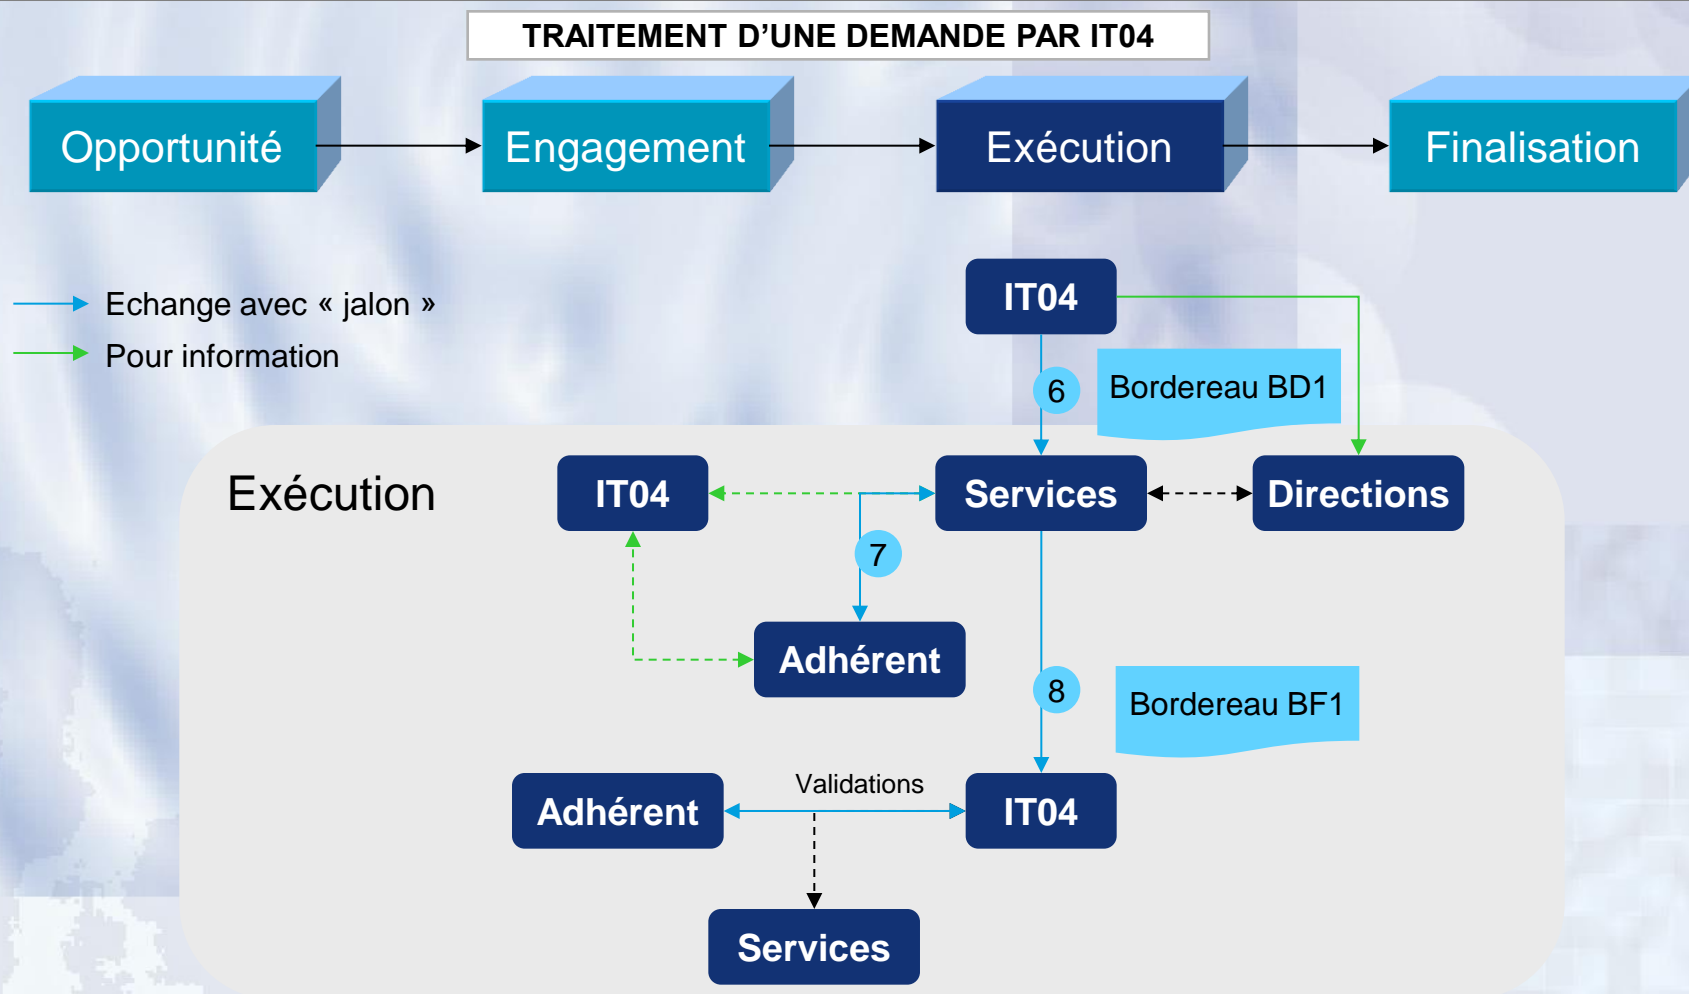 TRAITEMENT D’UNE DEMANDE PAR IT04
Opportunité
Engagement
Exécution
Finalisation
Echange avec « jalon »
Pour information
IT04
6
Bordereau BD1
Exécution
IT04
Services
Directions
7
Adhérent
8
Bordereau BF1
Adhérent
Validations
IT04
Services